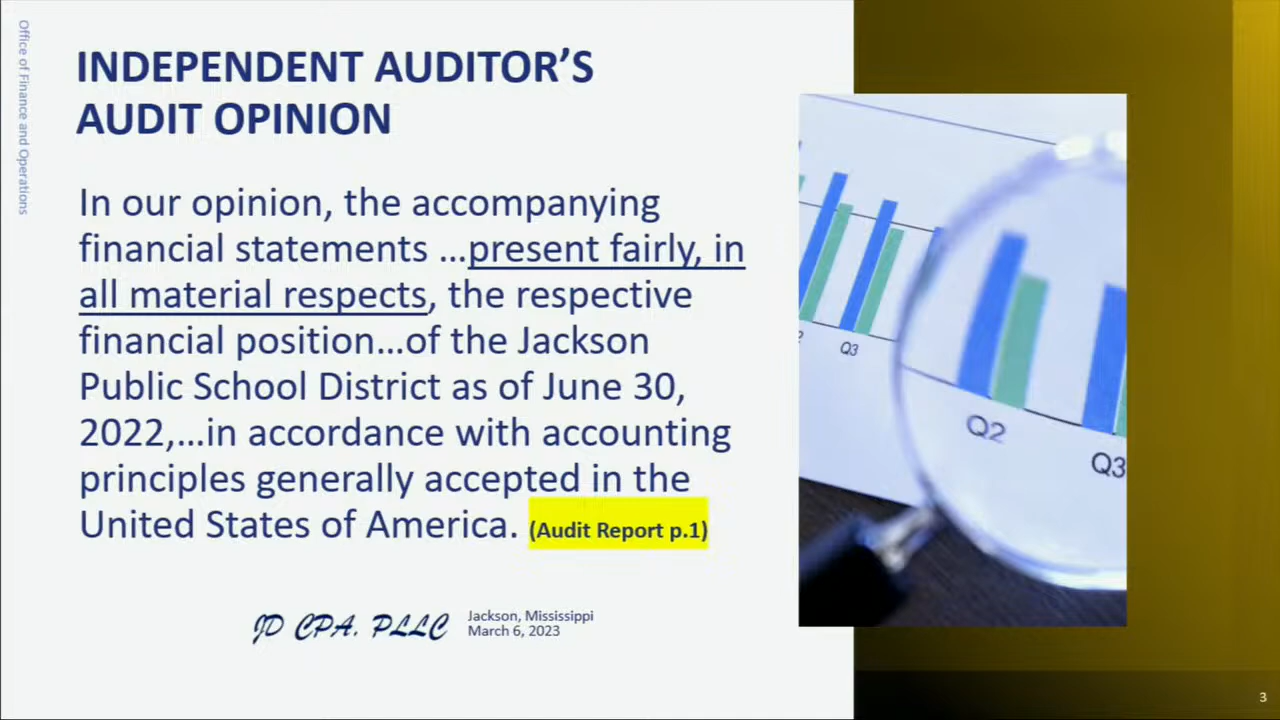 Office of Finance and Operations
INDEPENDENT AUDITOR’S
AUDIT OPINION
In our opinion, the accompanying
financial statements …present fairly, in
all material respects, the respective
financial position…of the Jackson
Public School District as of June 30,
2022,…in accordance with accounting
principles generally accepted in the
United States of America. (Audit Report p.1)
JD CPA. PLLC
Jackson, Mississippi
March 6, 2023
Q3
Q2
Q3
3